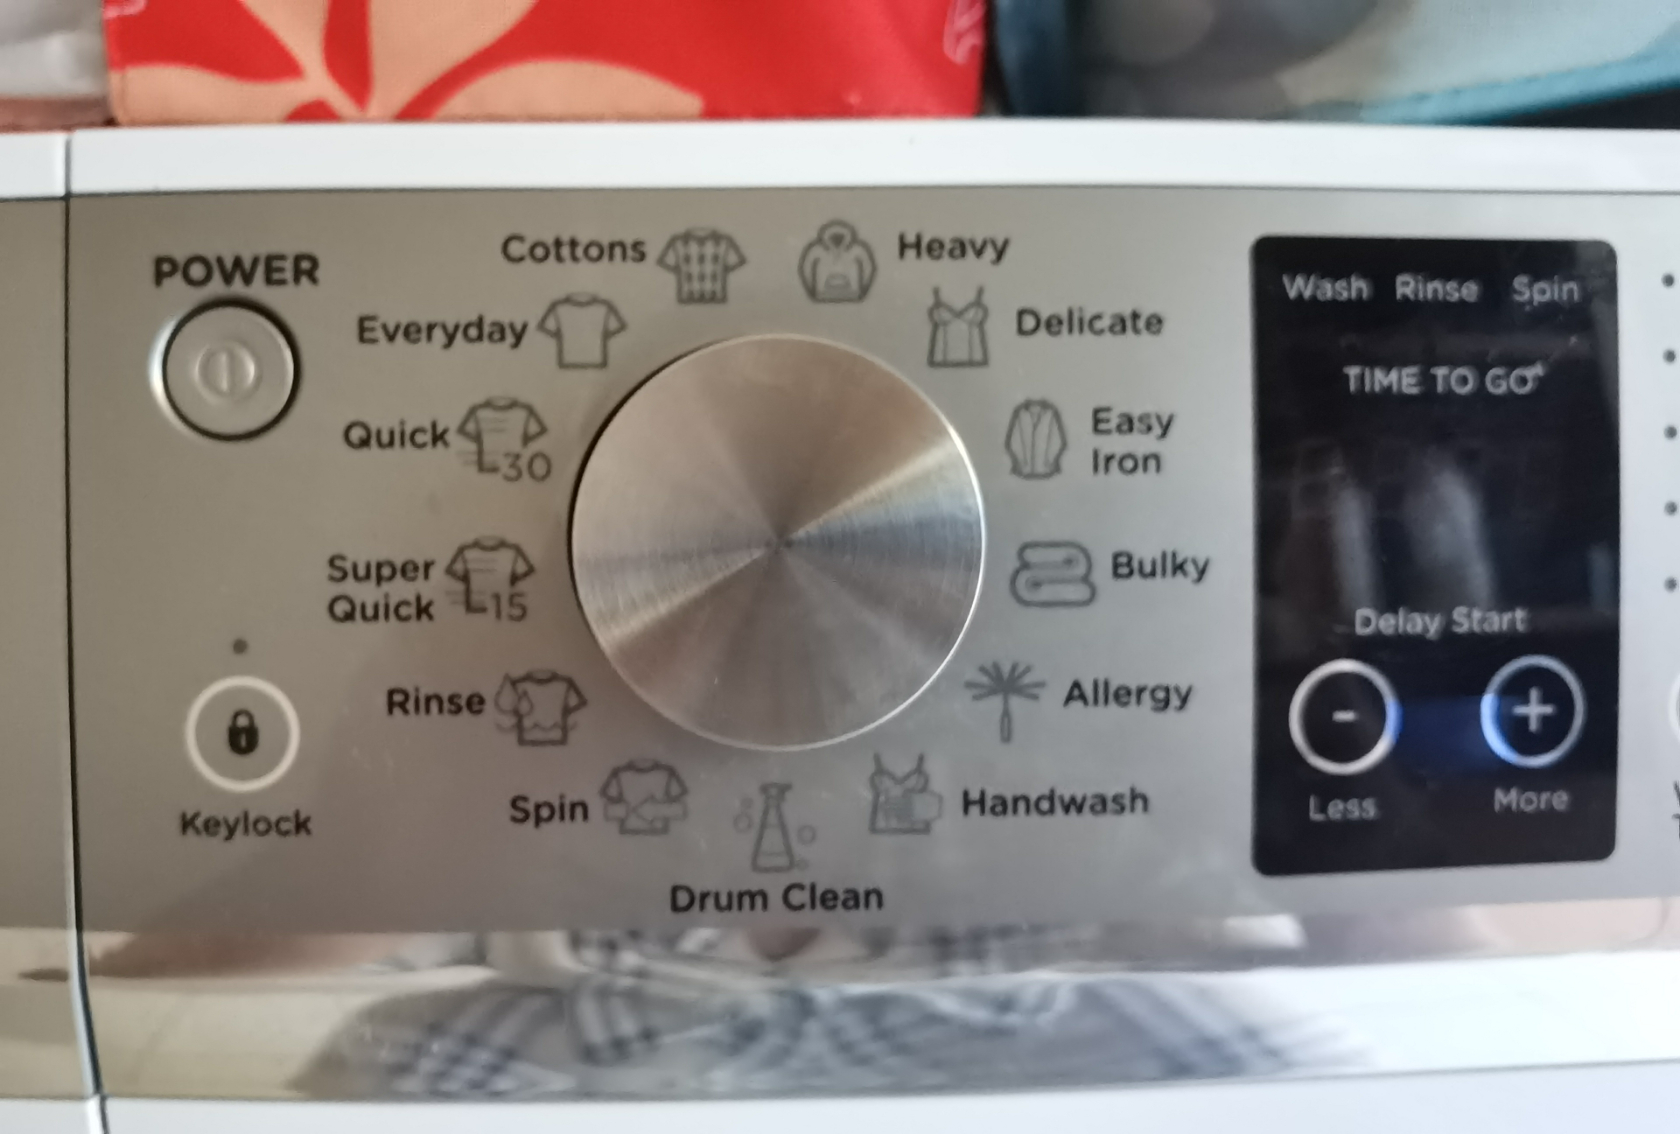 POWER
Cottons
Heavy
Everyday
Delicate
Quick
30
Easy
Iron
Super
Quick
15
Bulky
Rinse
Allergy
Spin
Handwash
Drum Clean
Keylock
Wash Rinse Spin
TIME TO GO
Delay Start
- +
Less More